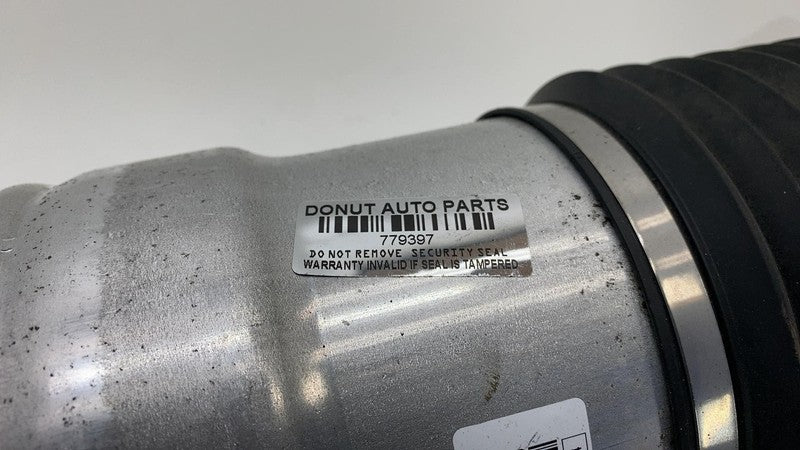 DONUT AUTO PARTS
779397
DO NOT REMOVE SECURITY SEAL
WARRANTY INVALID IF SEAL IS TAMPERED